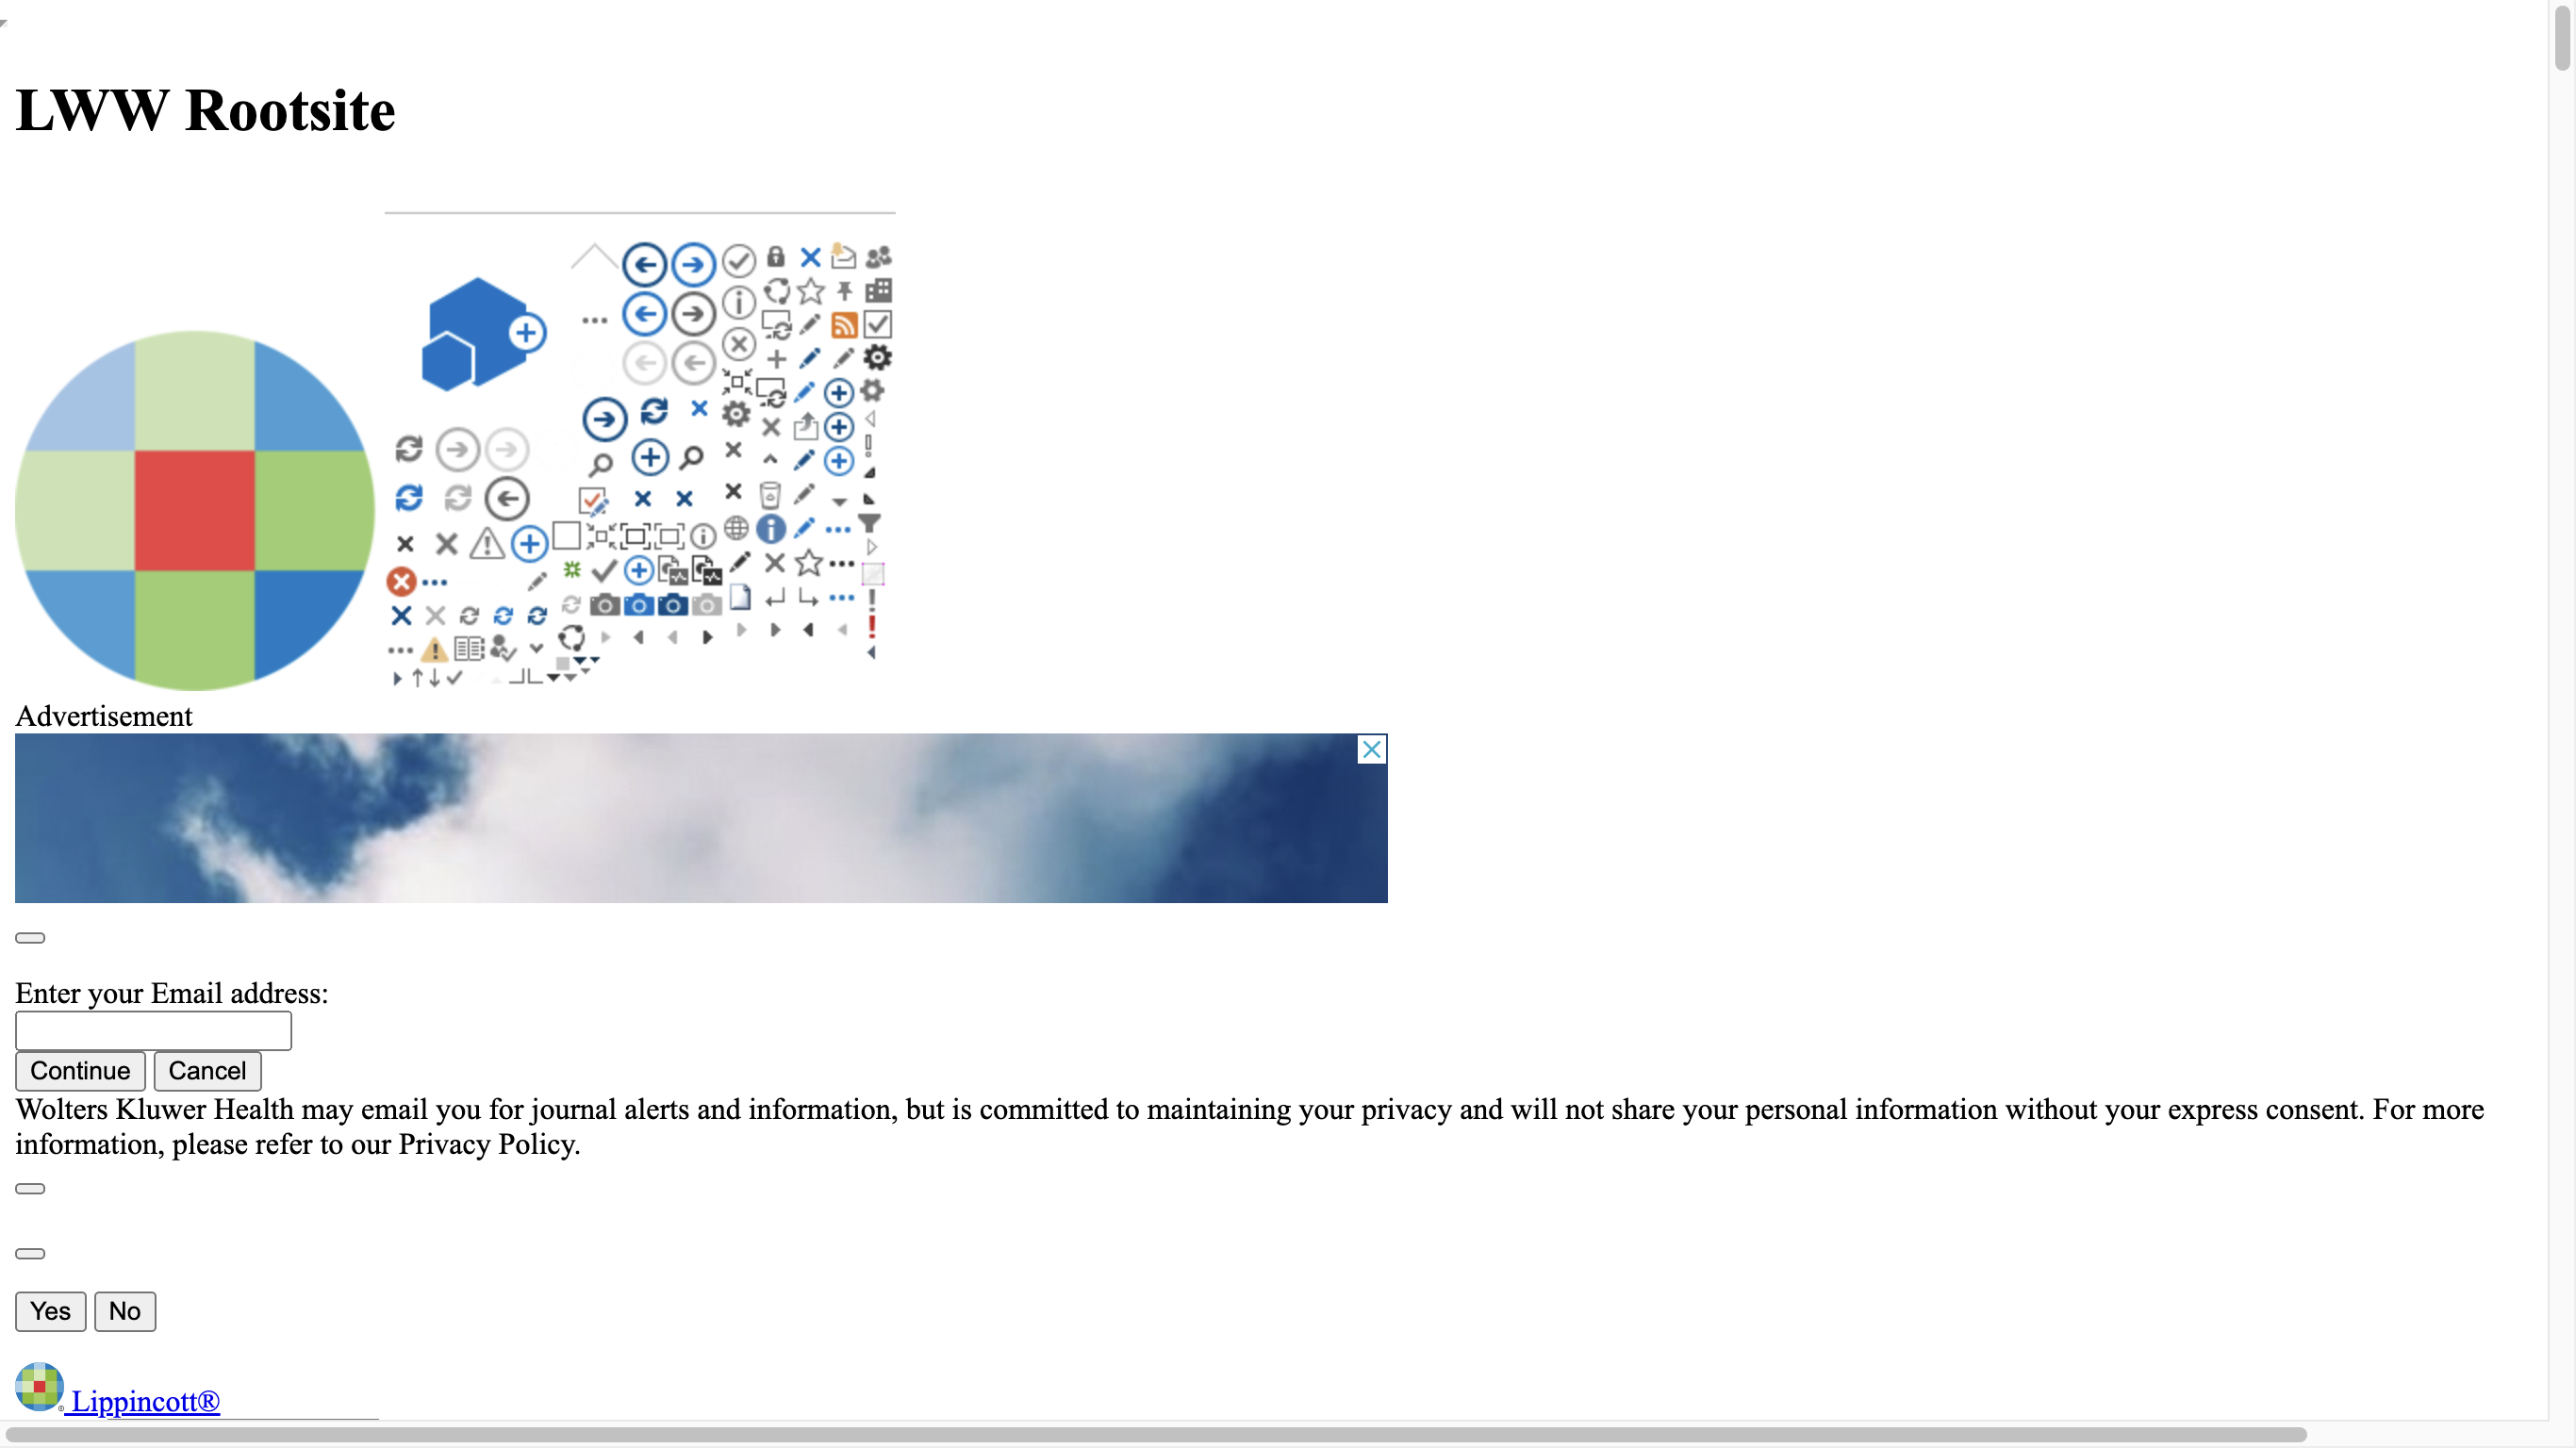 LWW Rootsite
Advertisement
Enter your Email address:
Continue Cancel
Wolters Kluwer Health may email you for journal alerts and information, but is committed to maintaining your privacy and will not share your personal information without your express consent. For more
information, please refer to our Privacy Policy.
Yes No
Lippincott®